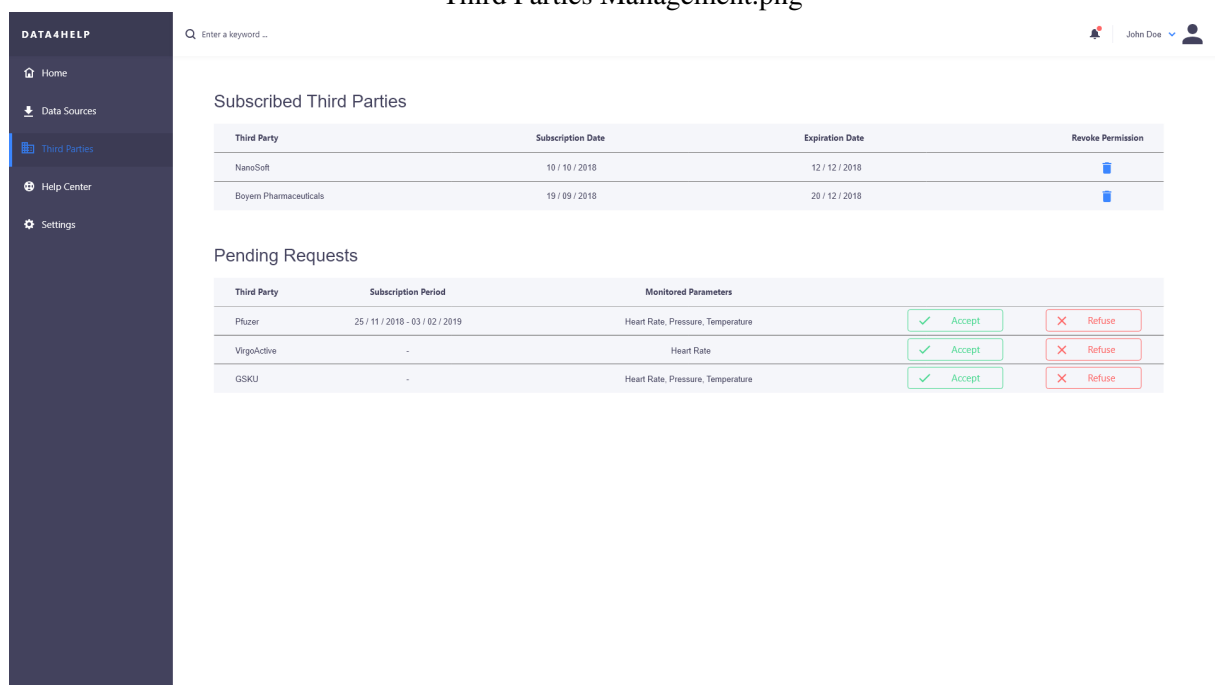 Third Parties Management.png
DATA4HELP
Enter a keyword ...
John Doe
Home
Data Sources
Third Parties
Help Center
Settings
Subscribed Third Parties
Third Party Subscription Date Expiration Date Revoke Permission
NanoSoft 10 / 10 / 2018 12 / 12 / 2018
Boyern Pharmaceuticals 19 / 09 / 2018 20 / 12 / 2018
Pending Requests
Third Party Subscription Period Monitored Parameters
Pfuzer 25 / 11 / 2018 - 03 / 02 / 2019 Heart Rate, Pressure, Temperature Accept Refuse
VirgoActive - Heart Rate Accept Refuse
GSKU - Heart Rate, Pressure, Temperature Accept Refuse